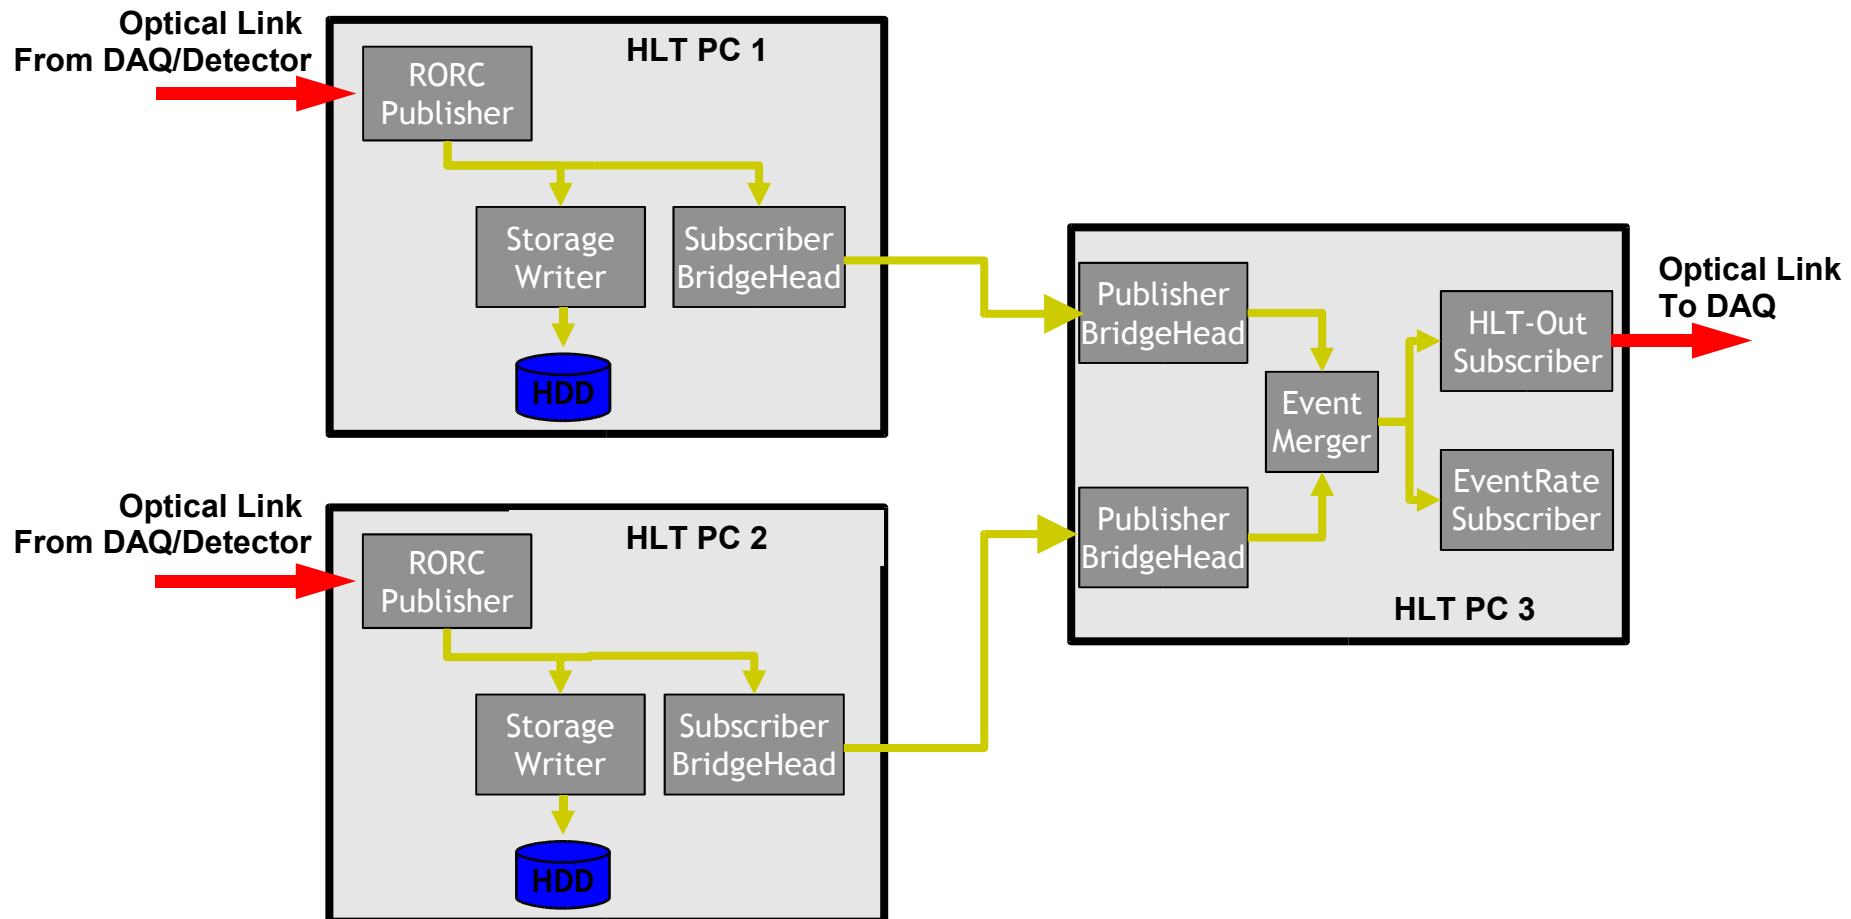 Optical Link
From DAQ/Detector
HLT PC 1
RORC
Publisher
Storage
Writer
Subscriber
BridgeHead
HDD
Optical Link
From DAQ/Detector
HLT PC 2
RORC
Publisher
Storage
Writer
Subscriber
BridgeHead
HDD
Publisher
BridgeHead
Publisher
BridgeHead
Event
Merger
HLT-Out
Subscriber
EventRate
Subscriber
HLT PC 3
Optical Link
To DAQ